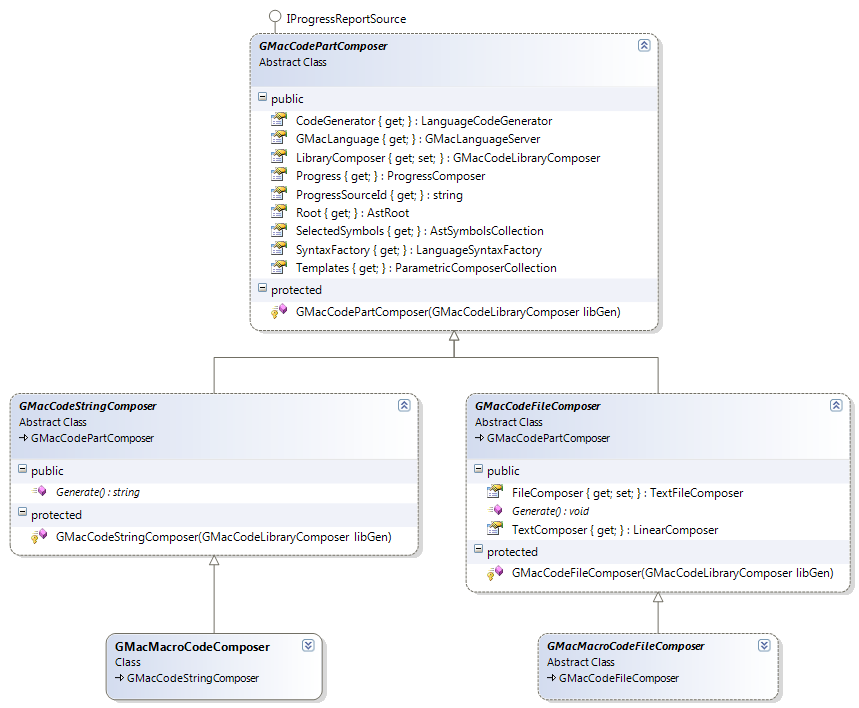 IProgressReportSource
GMacCodePartComposer
Abstract Class
public
CodeGenerator { get; } : LanguageCodeGenerator
GMacLanguage { get; } : GMacLanguageServer
LibraryComposer { get; set; } : GMacCodeLibraryComposer
Progress { get; } : ProgressComposer
ProgressSourceId { get; } : string
Root { get; } : AstRoot
SelectedSymbols { get; } : AstSymbolsCollection
SyntaxFactory { get; } : LanguageSyntaxFactory
Templates { get; } : ParametricComposerCollection
protected
GMacCodePartComposer(GMacCodeLibraryComposer libGen)
GMacCodeStringComposer
Abstract Class
GMacCodePartComposer
public
Generate() : string
protected
GMacCodeStringComposer(GMacCodeLibraryComposer libGen)
GMacCodeFileComposer
Abstract Class
GMacCodePartComposer
public
FileComposer { get; set; } : TextFileComposer
Generate() : void
TextComposer { get; } : LinearComposer
protected
GMacCodeFileComposer(GMacCodeLibraryComposer libGen)
GMacMacroCodeComposer
Class
GMacCodeStringComposer
GMacMacroCodeFileComposer
Abstract Class
GMacCodeFileComposer